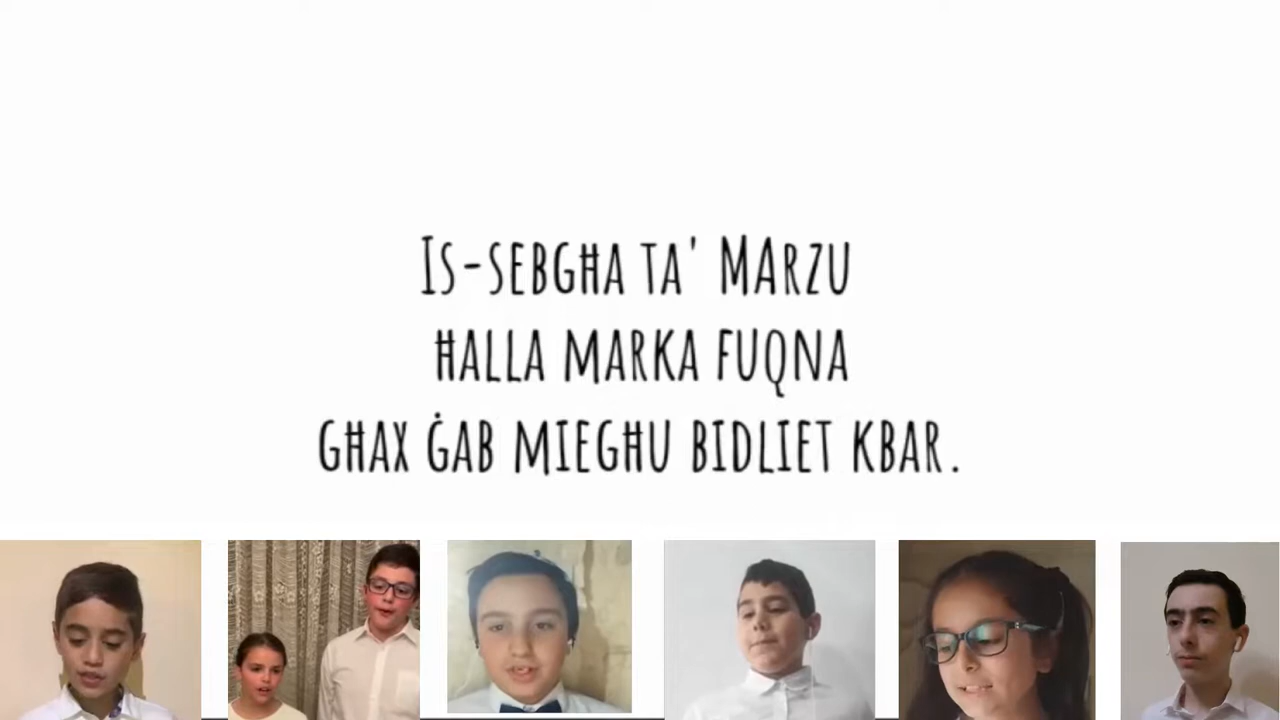 Is-sebgħa ta' MArzu
ħalla marka fuqna
għax ġab miegħu bidliet kbar.